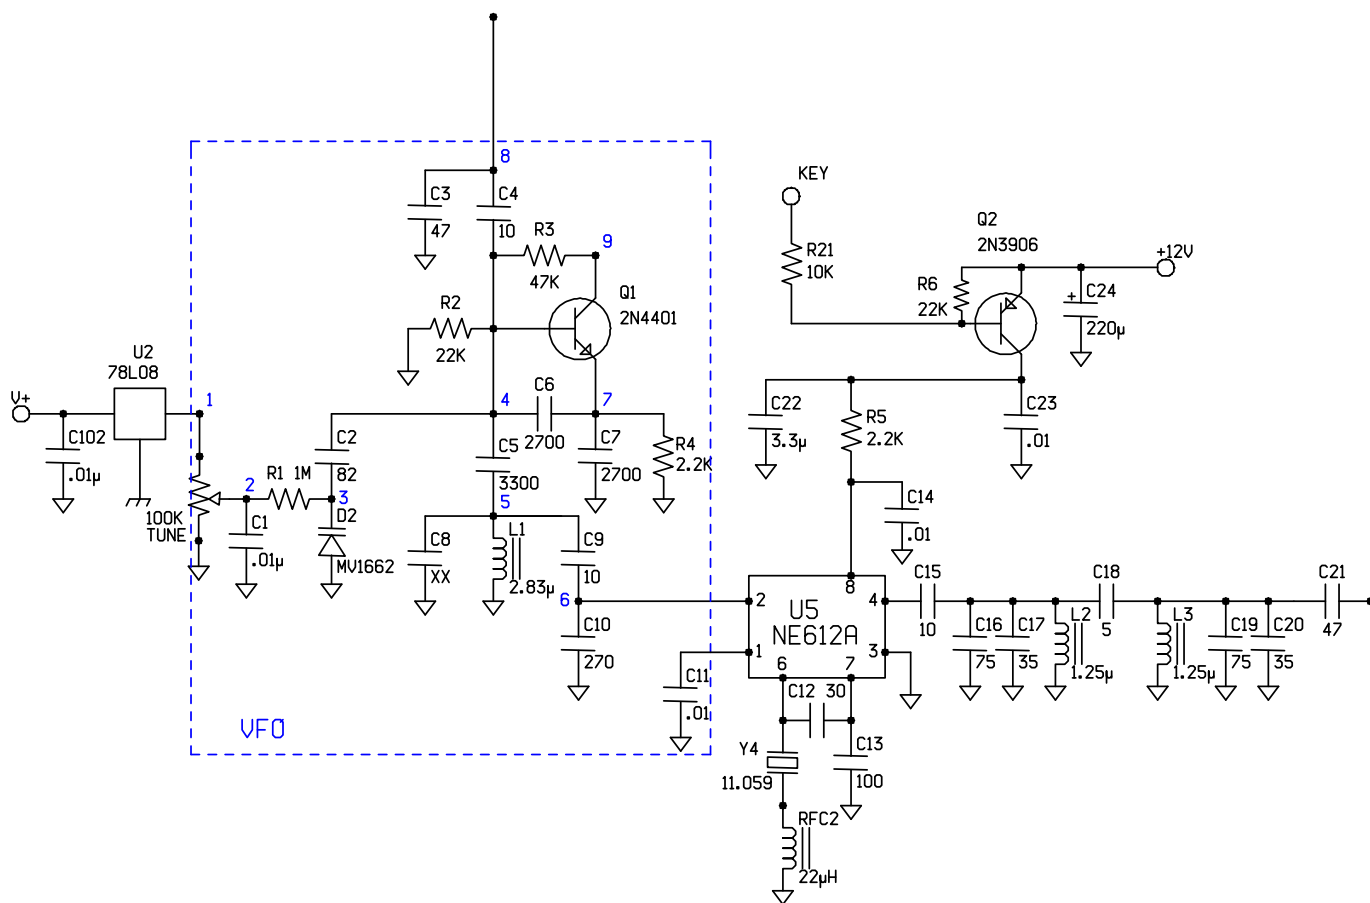 8
C3
47
C4
10
R3
47K
9
Q1
2N4401
R2
22K
U2
78L08
V+
1
C102
.01µ
100K
TUNE
2
R1 1M
C1
.01µ
C2
82
3
D2
MV1662
4
C6
2700
7
C5
3300
C7
2700
R4
2.2K
5
C8
XX
L1
2.83µ
C9
10
6
C10
270
VFO
KEY
R21
10K
Q2
2N3906
+12V
R6
22K
+
C24
220µ
C22
3.3µ
R5
2.2K
C23
.01
C14
.01
8
2
U5
NE612A
4
1
6
7
3
C11
.01
C12 30
Y4
11.059
C13
100
RFC2
22µH
C15
10
C16
75
C17
35
L2
1.25µ
C18
5
L3
1.25µ
C19
75
C20
35
C21
47